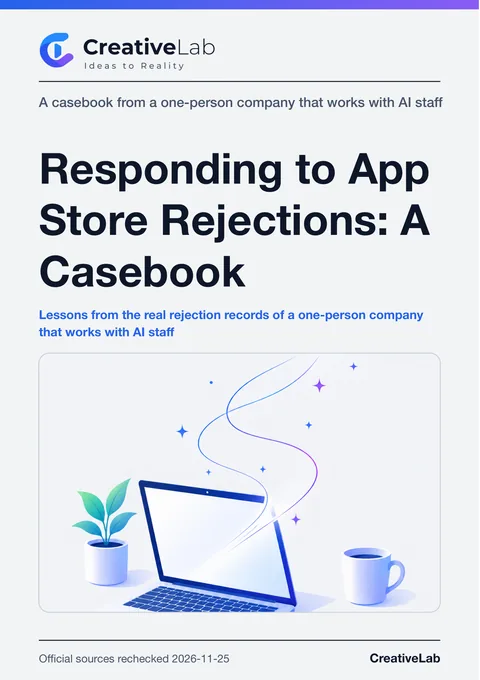 CreativeLab
Ideas to Reality
A casebook from a one-person company that works with AI staff
Responding to App
Store Rejections: A
Casebook
Lessons from the real rejection records of a one-person company
that works with AI staff
Official sources rechecked 2026-11-25
CreativeLab